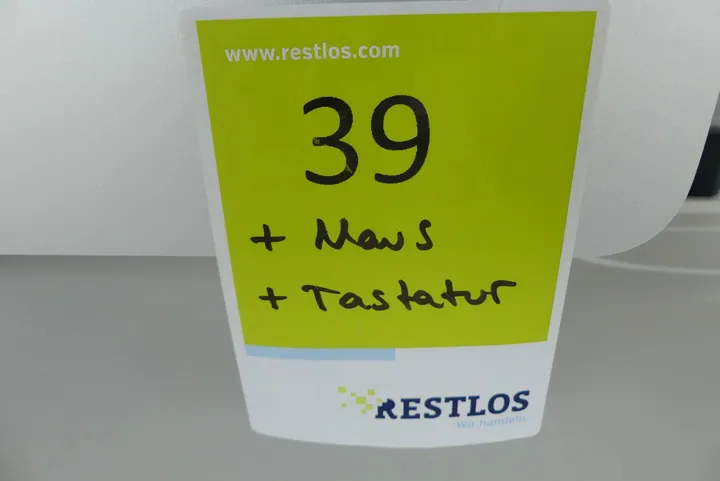 www.restlos.com
39
+ Maus
+ Tastatur
RESTLOS
Wir handeln.